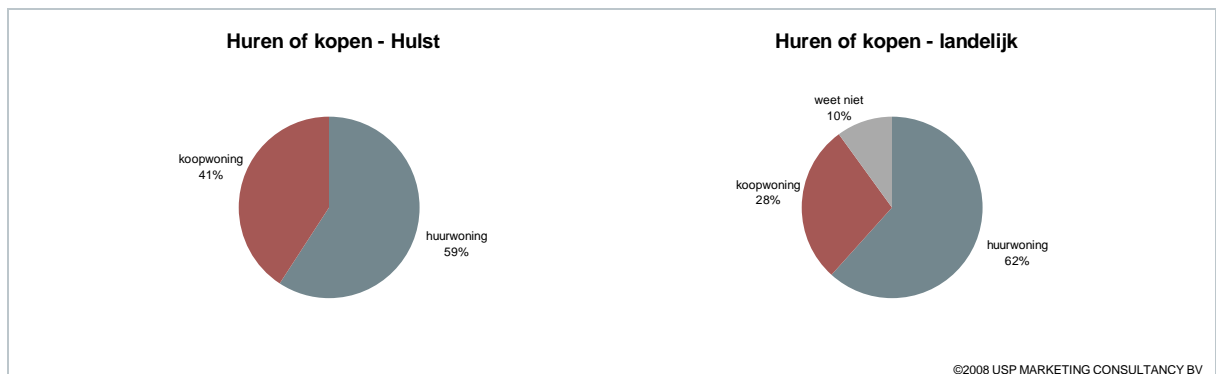 Huren of kopen - Hulst
koopwoning
41%
huurwoning
59%
Huren of kopen - landelijk
weet niet
10%
koopwoning
28%
huurwoning
62%
©2008 USP MARKETING CONSULTANCY BV